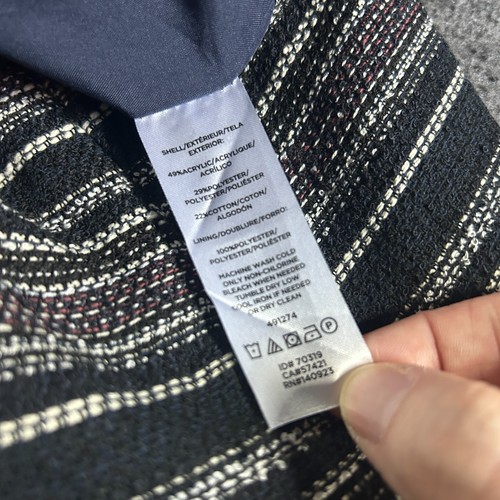 SHELL/EXTÉRIEUR/TELA
EXTERIOR:
49%ACRYLIC/ACRYLIQUE/
ACRÍLICO
29%POLYESTER/
POLYESTER/POLIÉSTER
22%COTTON/COTON/
ALGODÓN
LINING/DOUBLURE/FORRO:
100%POLYESTER/
POLYESTER/POLIÉSTER
MACHINE WASH COLD
ONLY NON-CHLORINE
BLEACH WHEN NEEDED
TUMBLE DRY LOW
COOL IRON IF NEEDED
OR DRY CLEAN
491274
ID# 70319
CA#57421
RN#140923